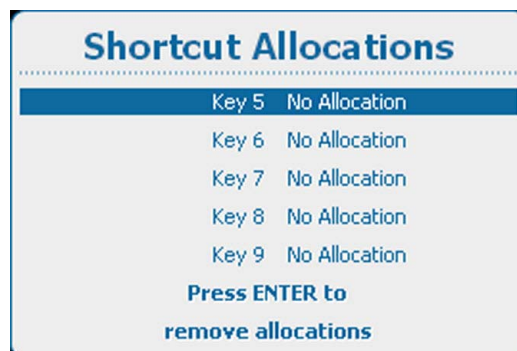 Shortcut Allocations
Key 5 No Allocation
Key 6 No Allocation
Key 7 No Allocation
Key 8 No Allocation
Key 9 No Allocation
Press ENTER to
remove allocations